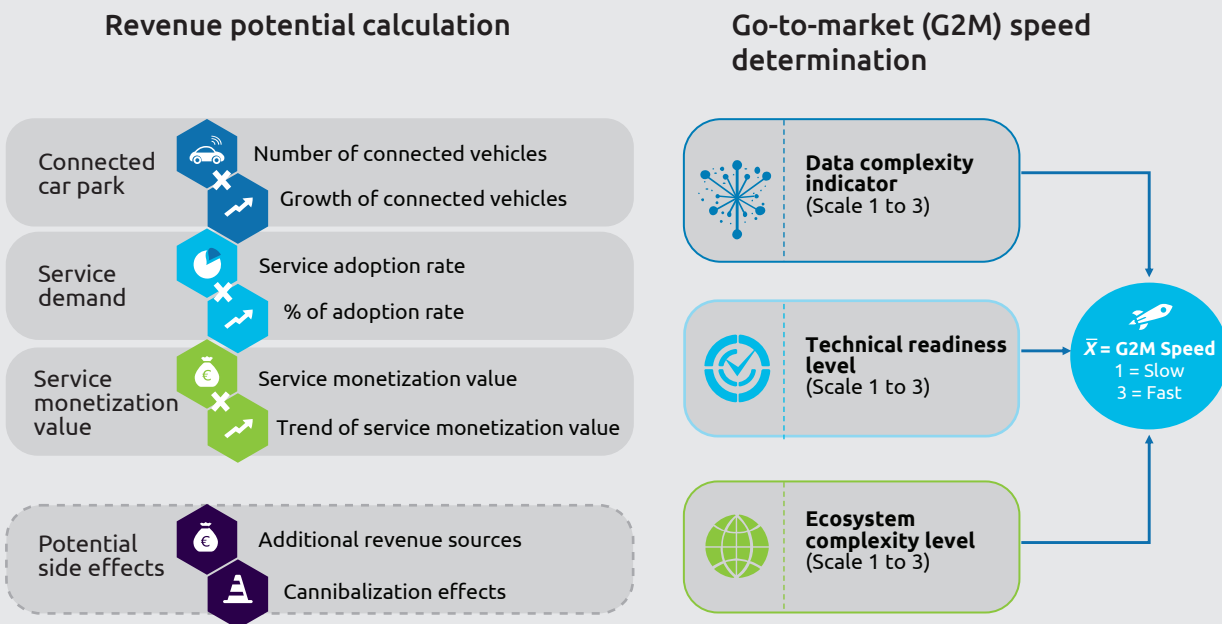 Revenue potential calculation
Connected
car park
Number of connected vehicles
Growth of connected vehicles
Service
demand
Service adoption rate
% of adoption rate
Service
monetization
value
Service monetization value
Trend of service monetization value
Potential
side effects
Additional revenue sources
Cannibalization effects
Go-to-market (G2M) speed
determination
Data complexity
indicator
(Scale 1 to 3)
Technical readiness
level
(Scale 1 to 3)
Ecosystem
complexity level
(Scale 1 to 3)
X̅ = G2M Speed
1 = Slow
3 = Fast